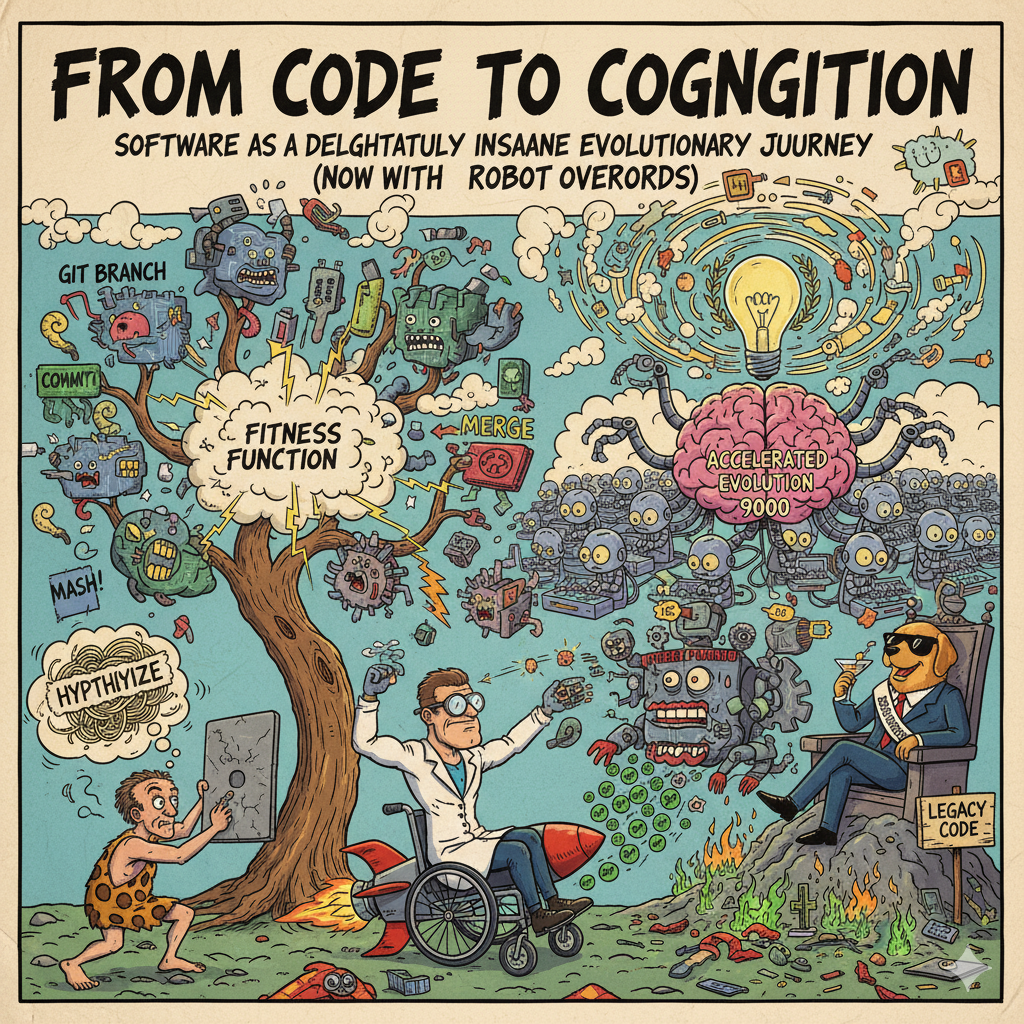 FROM CODE TO COGNGITION
SOFTWARE AS A DELGHTATULY INSAANE EVOLUTIONARY JUURNEY
(NOW WITH ROBOT OVERORDS)
GIT BRANCH
COMMIT!
FITNESS
FUNCTION
MERGE
ACCELERATED
EVOLUTION
9000
MASH!
HYPTHIYIZE
LEGACY
CODE